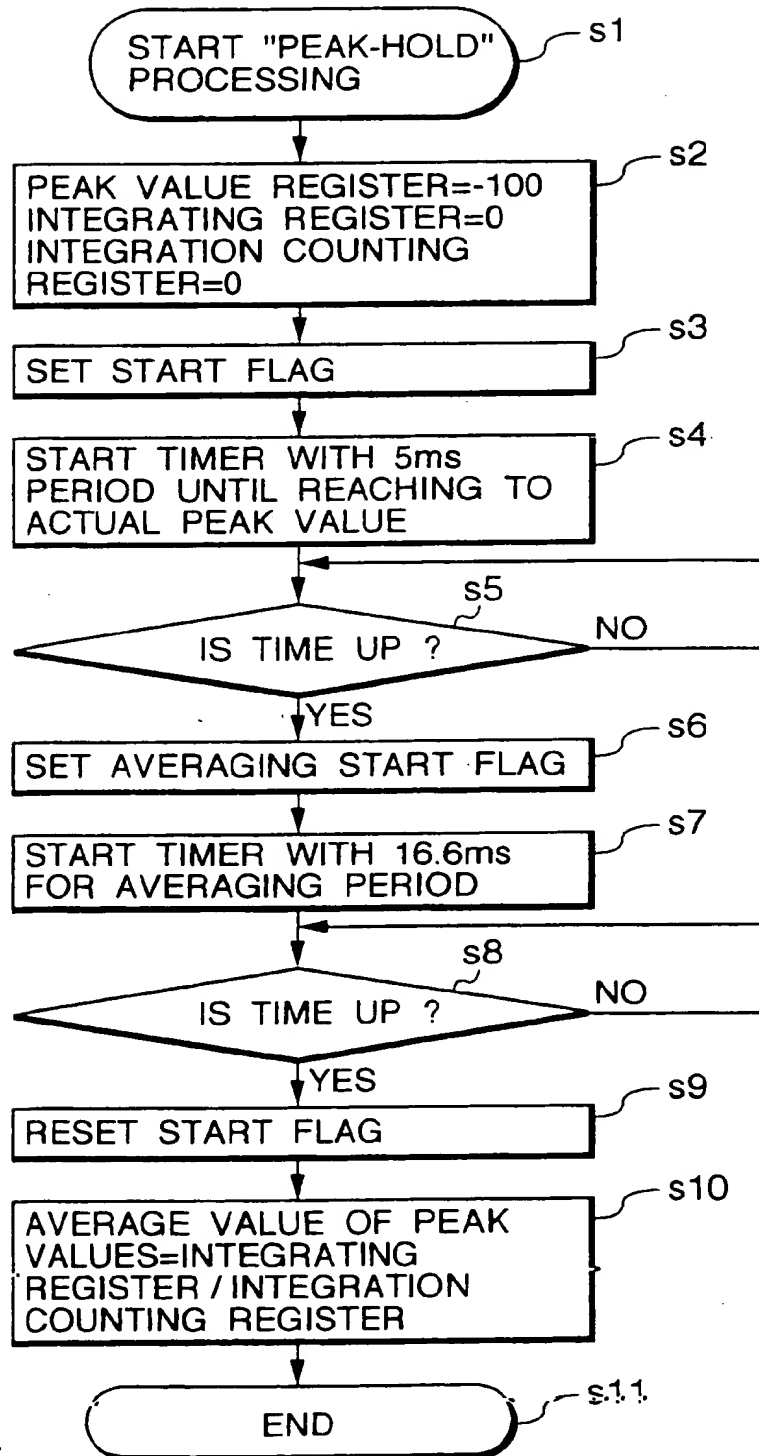 START "PEAK-HOLD"
PROCESSING
s1
s2
PEAK VALUE REGISTER=-100
INTEGRATING REGISTER=0
INTEGRATION COUNTING
REGISTER=0
s3
SET START FLAG
s4
START TIMER WITH 5ms
PERIOD UNTIL REACHING TO
ACTUAL PEAK VALUE
s5
IS TIME UP ?
NO
YES
s6
SET AVERAGING START FLAG
s7
START TIMER WITH 16.6ms
FOR AVERAGING PERIOD
s8
IS TIME UP ?
NO
YES
s9
RESET START FLAG
s10
AVERAGE VALUE OF PEAK
VALUES=INTEGRATING
REGISTER / INTEGRATION
COUNTING REGISTER
s11
END